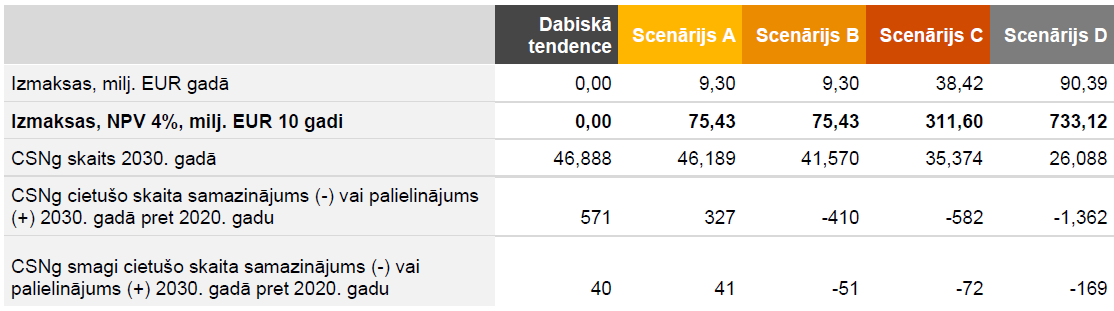 Dabiskā tendence Scenārijs A Scenārijs B Scenārijs C Scenārijs D
Izmaksas, milj. EUR gadā 0,00 9,30 9,30 38,42 90,39
Izmaksas, NPV 4%, milj. EUR 10 gadi 0,00 75,43 75,43 311,60 733,12
CSNg skaits 2030. gadā 46,888 46,189 41,570 35,374 26,088
CSNg cietušo skaita samazinājums (-) vai palielinājums
(+) 2030. gadā pret 2020. gadu 571 327 -410 -582 -1,362
CSNg smagi cietušo skaita samazinājums (-) vai
palielinājums (+) 2030. gadā pret 2020. gadu 40 41 -51 -72 -169